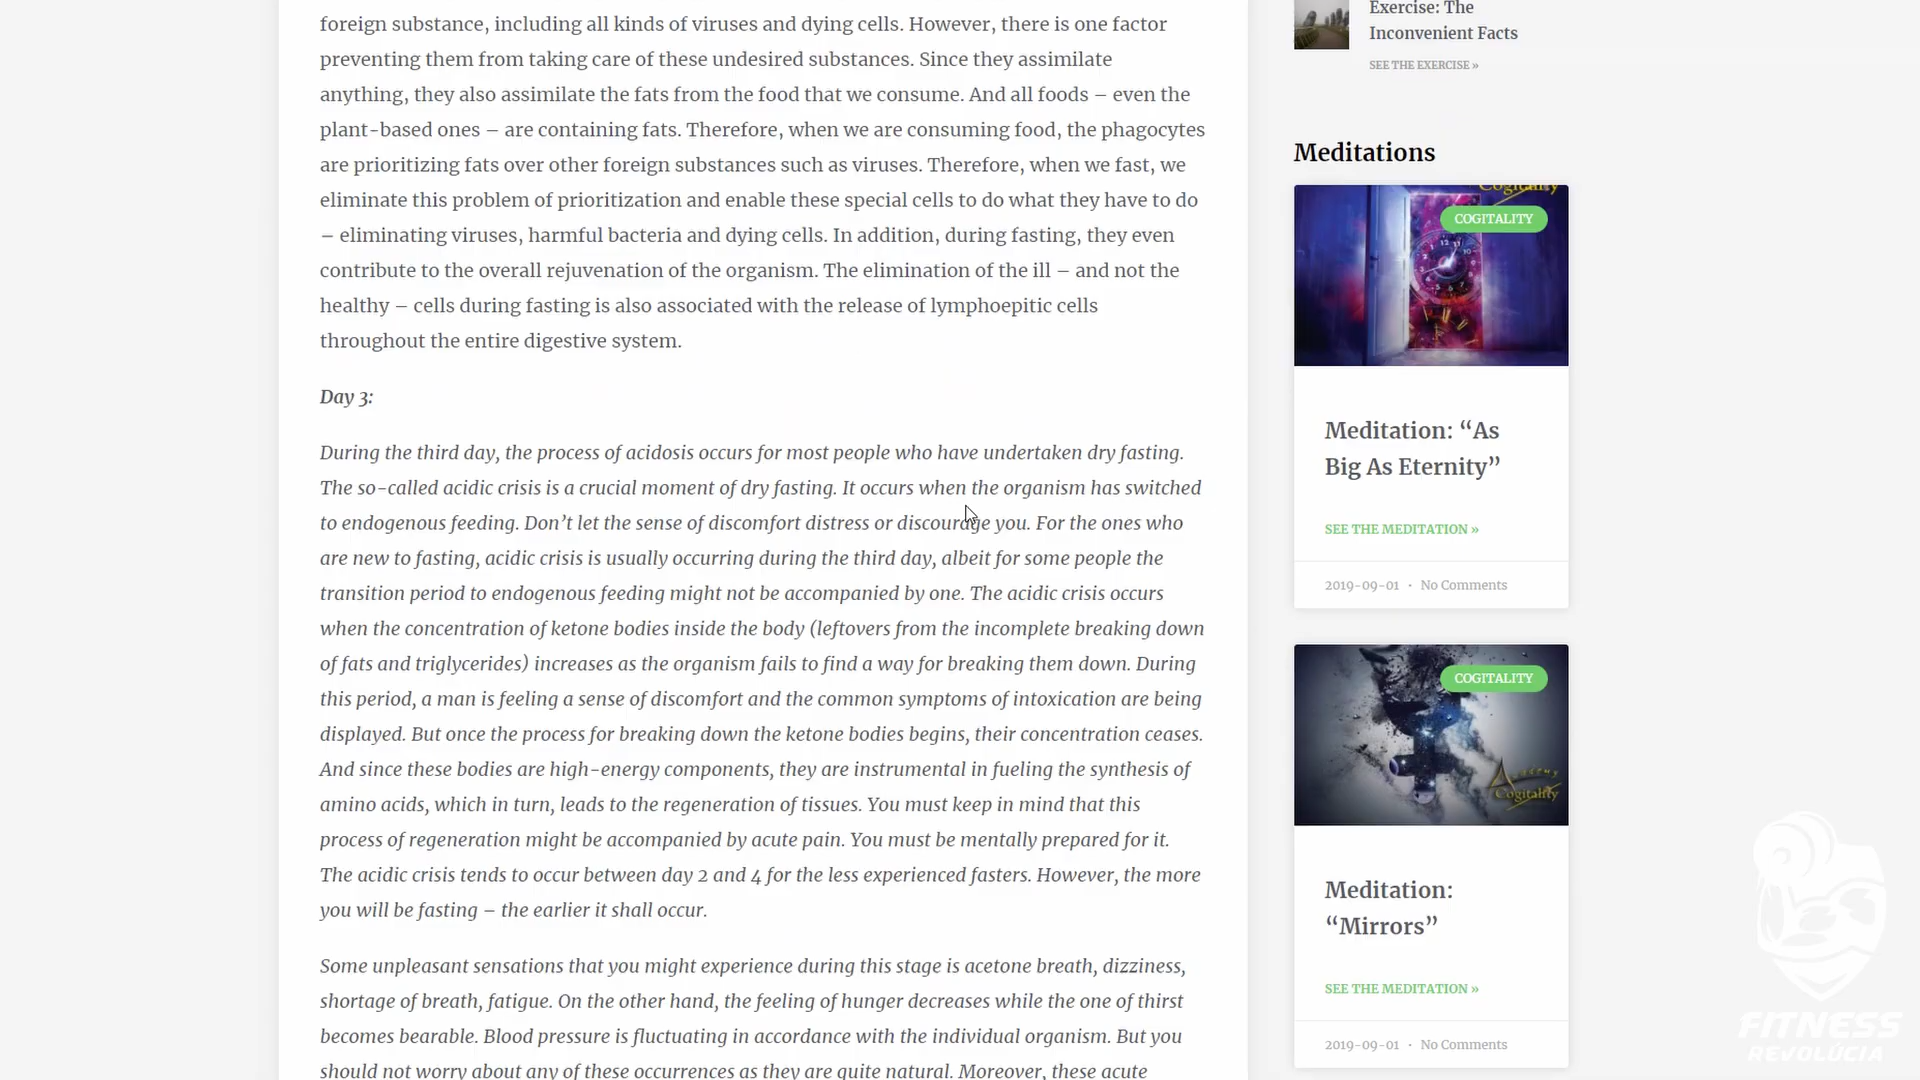 foreign substance, including all kinds of viruses and dying cells. However, there is one factor
preventing them from taking care of these undesired substances. Since they assimilate
anything, they also assimilate the fats from the food that we consume. And all foods – even the
plant-based ones – are containing fats. Therefore, when we are consuming food, the phagocytes
are prioritizing fats over other foreign substances such as viruses. Therefore, when we fast, we
eliminate this problem of prioritization and enable these special cells to do what they have to do
– eliminating viruses, harmful bacteria and dying cells. In addition, during fasting, they even
contribute to the overall rejuvenation of the organism. The elimination of the ill – and not the
healthy – cells during fasting is also associated with the release of lymphoepitic cells
throughout the entire digestive system.
Day 3:
During the third day, the process of acidosis occurs for most people who have undertaken dry fasting.
The so-called acidic crisis is a crucial moment of dry fasting. It occurs when the organism has switched
to endogenous feeding. Don’t let the sense of discomfort distress or discourage you. For the ones who
are new to fasting, acidic crisis is usually occurring during the third day, albeit for some people the
transition period to endogenous feeding might not be accompanied by one. The acidic crisis occurs
when the concentration of ketone bodies inside the body (leftovers from the incomplete breaking down
of fats and triglycerides) increases as the organism fails to find a way for breaking them down. During
this period, a man is feeling a sense of discomfort and the common symptoms of intoxication are being
displayed. But once the process for breaking down the ketone bodies begins, their concentration ceases.
And since these bodies are high-energy components, they are instrumental in fueling the synthesis of
amino acids, which in turn, leads to the regeneration of tissues. You must keep in mind that this
process of regeneration might be accompanied by acute pain. You must be mentally prepared for it.
The acidic crisis tends to occur between day 2 and 4 for the less experienced fasters. However, the more
you will be fasting – the earlier it shall occur.
Some unpleasant sensations that you might experience during this stage is acetone breath, dizziness,
shortage of breath, fatigue. On the other hand, the feeling of hunger decreases while the one of thirst
becomes bearable. Blood pressure is fluctuating in accordance with the individual organism. But you
should not worry about any of these occurrences as they are quite natural. Moreover, these acute
Exercise: The
Inconvenient Facts
SEE THE EXERCISE »
Meditations
Cogitality
COGITALITY
Meditation: “As
Big As Eternity”
SEE THE MEDITATION »
2019-09-01 • No Comments
COGITALITY
Academy
Cogitality
Meditation:
“Mirrors”
SEE THE MEDITATION »
2019-09-01 • No Comments
FITNESS
REVOLÚCIA